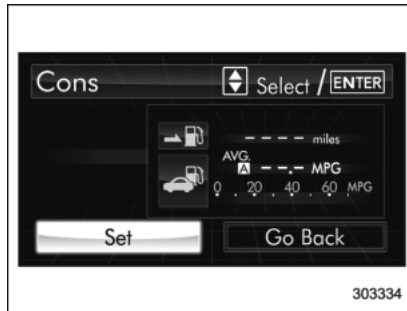 Cons Select / ENTER
– – – – miles
AVG.
A – –.– MPG
0 . 20 . 40 . 60 MPG
Set Go Back
303334